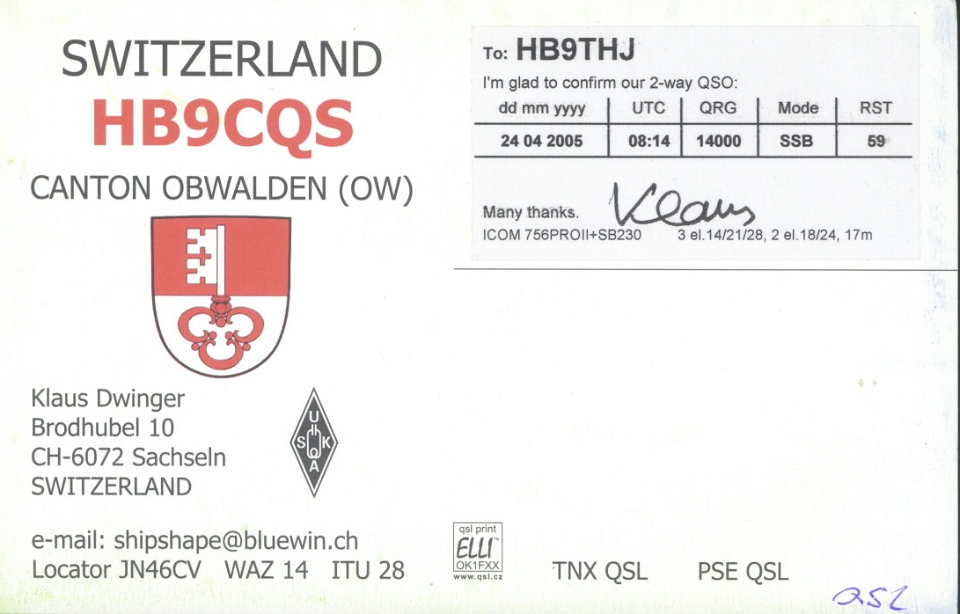 SWITZERLAND
HB9CQS
CANTON OBWALDEN (OW)
Klaus Dwinger
Brodhubel 10
CH-6072 Sachseln
SWITZERLAND
U
S K
A
e-mail: shipshape@bluewin.ch
Locator JN46CV WAZ 14 ITU 28
To: HB9THJ
I'm glad to confirm our 2-way QSO:
dd mm yyyy UTC QRG Mode RST
24 04 2005 08:14 14000 SSB 59
Many thanks. Klaus
ICOM 756PROII+SB230 3 el.14/21/28, 2 el.18/24, 17m
qsl print
ELLI™
OK1FXX
www.qsl.cz
TNX QSL PSE QSL
QSL